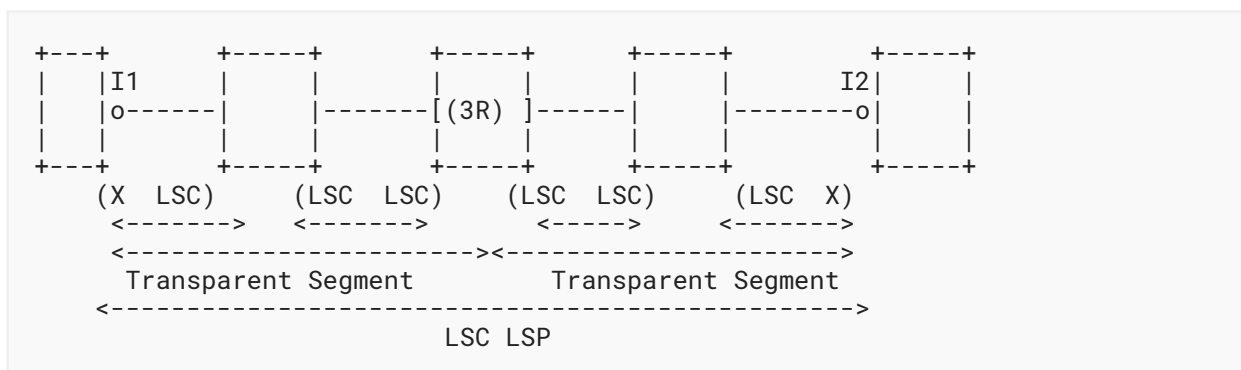 +---+        +-----+        +-----+       +-----+          +-----+
|   |I1      |     |        |     |       |     |        I2|     |
|   |o------|     |-------[(3R) ]------|     |--------o|     |
|   |        |     |        |     |       |     |          |     |
+---+        +-----+        +-----+       +-----+          +-----+
(X  LSC)     (LSC  LSC)    (LSC  LSC)     (LSC  X)
<------->   <------->       <----->     <------->
<-----------------------><---------------------->
Transparent Segment         Transparent Segment
<-------------------------------------------------->
LSC LSP